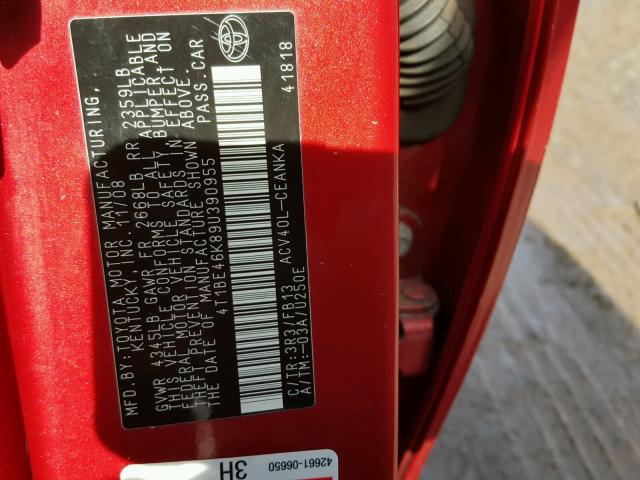 MFD.BY:TOYOTA MOTOR MANUFACTURING,
KENTUCKY, INC. 11/08
GVWR 4345LB GAWR FR 2668LB RR 2359LB
THIS VEHICLE CONFORMS TO ALL APPLICABLE
FEDERAL MOTOR VEHICLE SAFETY, BUMPER, AND
THEFT PREVENTION STANDARDS IN EFFECT ON
THE DATE OF MANUFACTURE SHOWN ABOVE.
4T1BE46K89U390955 PASS.CAR
TOYOTA
C/TR:3R3/FB13 ACV40L-CEANKA 41818
A/TM:-03A/U250E
42661-06650
3H